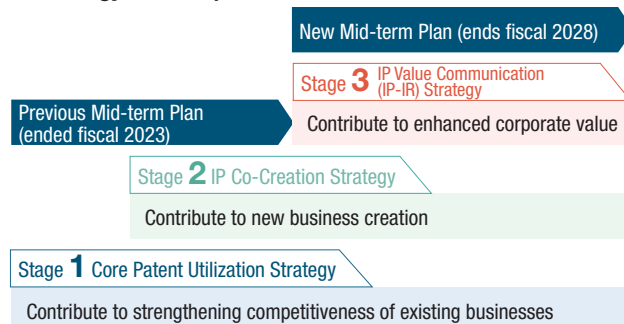 New Mid-term Plan (ends fiscal 2028)
Stage 3 IP Value Communication
(IP-IR) Strategy
Contribute to enhanced corporate value
Previous Mid-term Plan
(ended fiscal 2023)
Stage 2 IP Co-Creation Strategy
Contribute to new business creation
Stage 1 Core Patent Utilization Strategy
Contribute to strengthening competitiveness of existing businesses